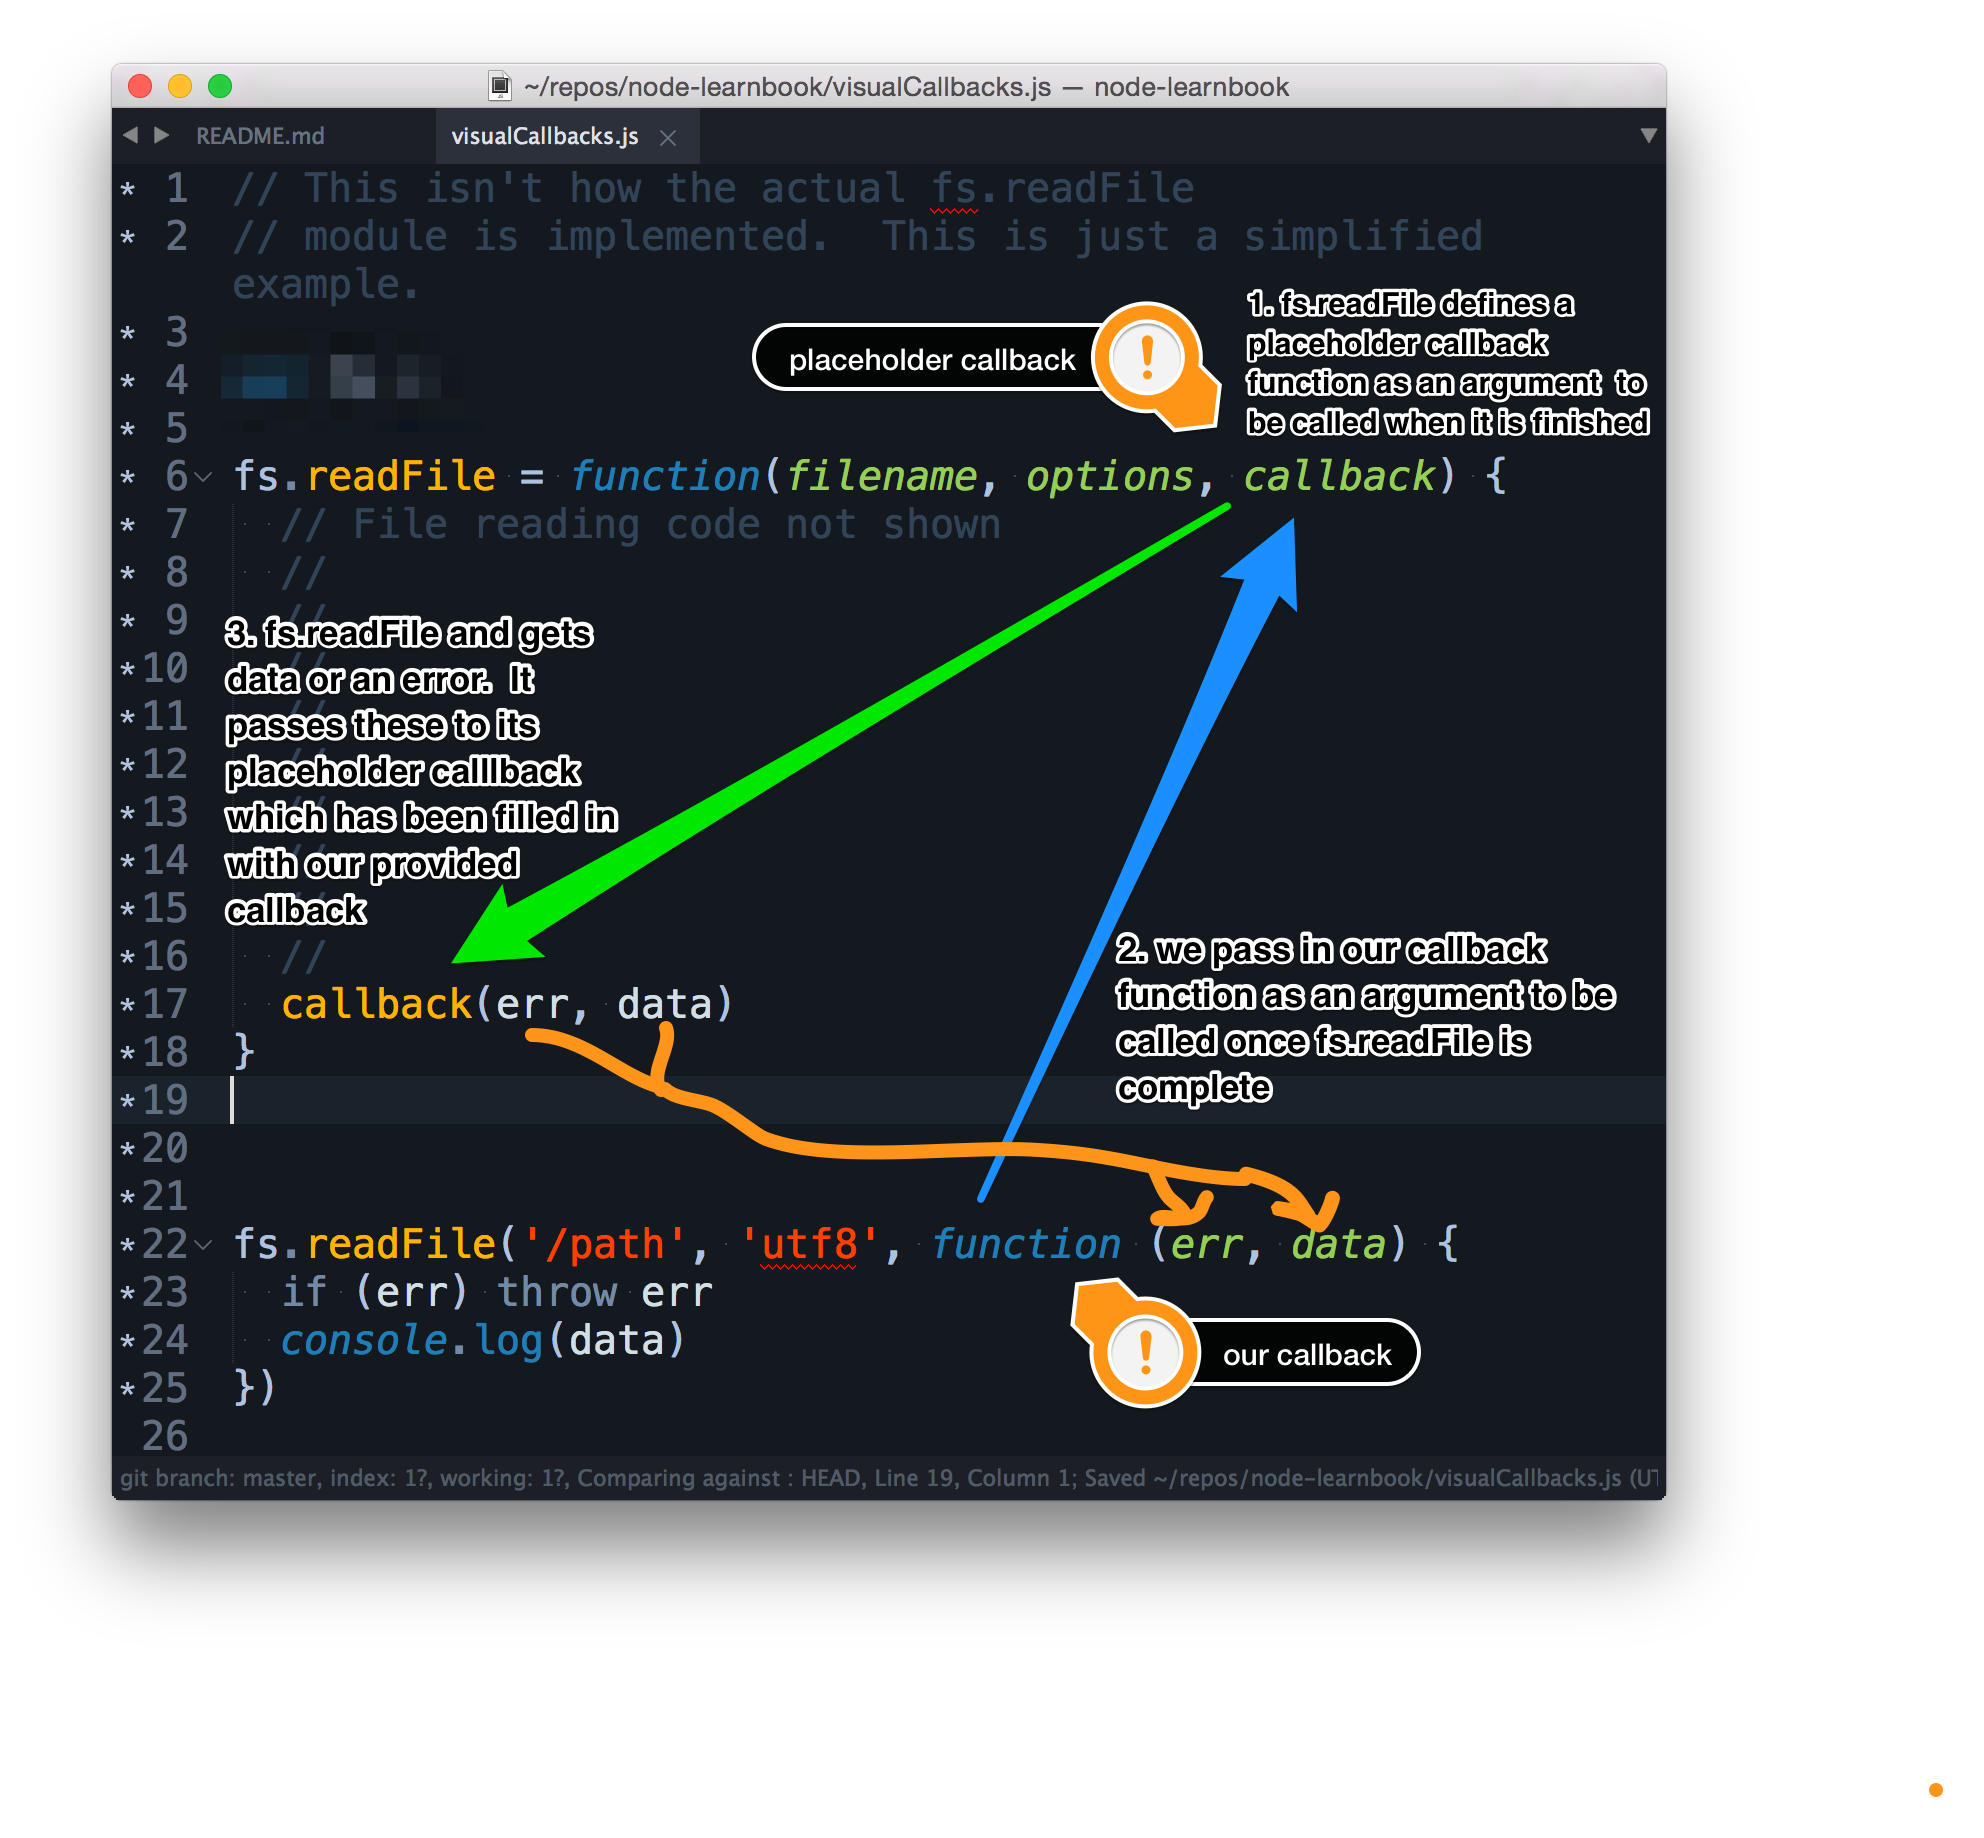 ~/repos/node-learnbook/visualCallbacks.js — node-learnbook
README.md
visualCallbacks.js
* 1 // This isn't how the actual fs.readFile
* 2 // module is implemented.  This is just a simplified
example.
* 3
* 4
* 5
placeholder callback
1. fs.readFile defines a
placeholder callback
function as an argument  to
be called when it is finished
* 6 fs.readFile = function(filename, options, callback) {
* 7 // File reading code not shown
* 8 //
* 9 //
* 10 //
* 11 //
* 12 //
* 13 //
* 14 //
* 15 //
3. fs.readFile and gets
data or an error.  It
passes these to its
placeholder calllback
which has been filled in
with our provided
callback
* 16 //
* 17 callback(err, data)
* 18 }
* 19
* 20
* 21
2. we pass in our callback
function as an argument to be
called once fs.readFile is
complete
* 22 fs.readFile('/path', 'utf8', function (err, data) {
* 23 if (err) throw err
* 24 console.log(data)
* 25 })
26
our callback
git branch: master, index: 1?, working: 1?, Comparing against : HEAD, Line 19, Column 1; Saved ~/repos/node-learnbook/visualCallbacks.js (UT